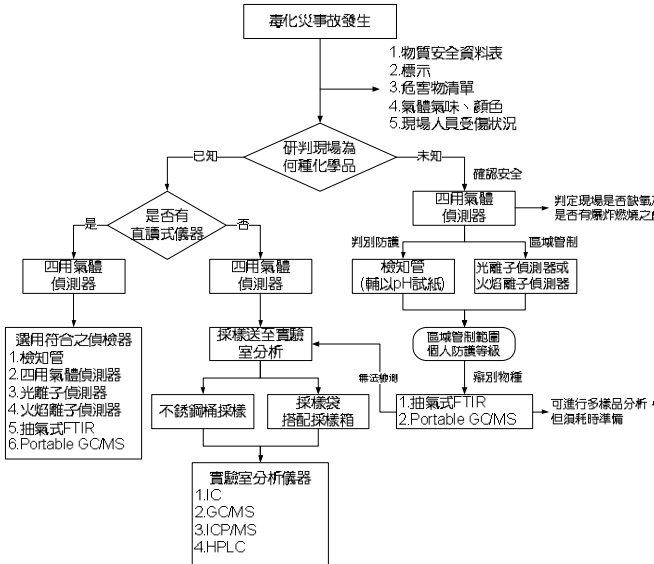 毒化災事故發生
1.物質安全資料表
2.標示
3.危害物清單
4.氣體氣味、顏色
5.現場人員受傷狀況
研判現場為
何種化學品
已知
未知
確認安全
是否有
直讀式儀器
是
否
四用氣體
偵測器
判定現場是否缺氧及
是否有爆炸燃燒之
判別防護
區域管制
四用氣體
偵測器
四用氣體
偵測器
檢知管
(輔以pH試紙)
光離子偵測器或
火焰離子偵測器
選用符合之偵檢器
1.檢知管
2.四用氣體偵測器
3.光離子偵測器
4.火焰離子偵測器
5.抽氣式FTIR
6.Portable GC/MS
採樣送至實驗
室分析
區域管制範圍
個人防護等級
無法檢測
辯別物種
不銹鋼桶採樣
採樣袋
搭配採樣箱
1.抽氣式FTIR
2.Portable GC/MS
可進行多樣品分析，
但須耗時準備
實驗室分析儀器
1.IC
2.GC/MS
3.ICP/MS
4.HPLC